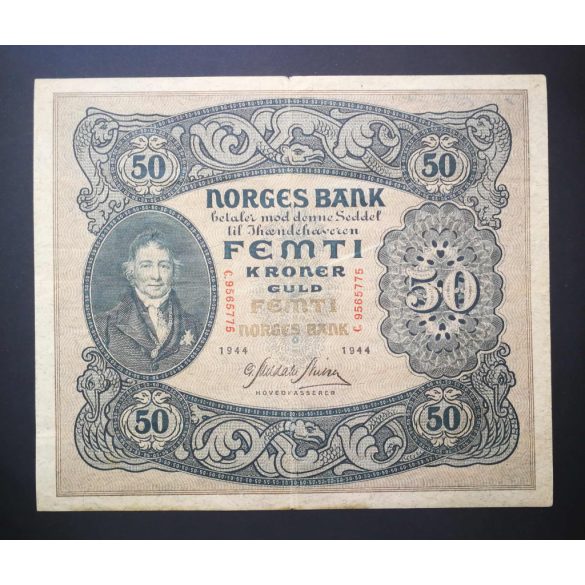 50
50
NORGES BANK
betaler mod denne Seddel
til Ihændehaveren
FEMTI
KRONER
GULD
FEMTI
NORGES BANK
C.9565775
C.9565775
50
1944
1944
HOVEDKASSERER
50
50